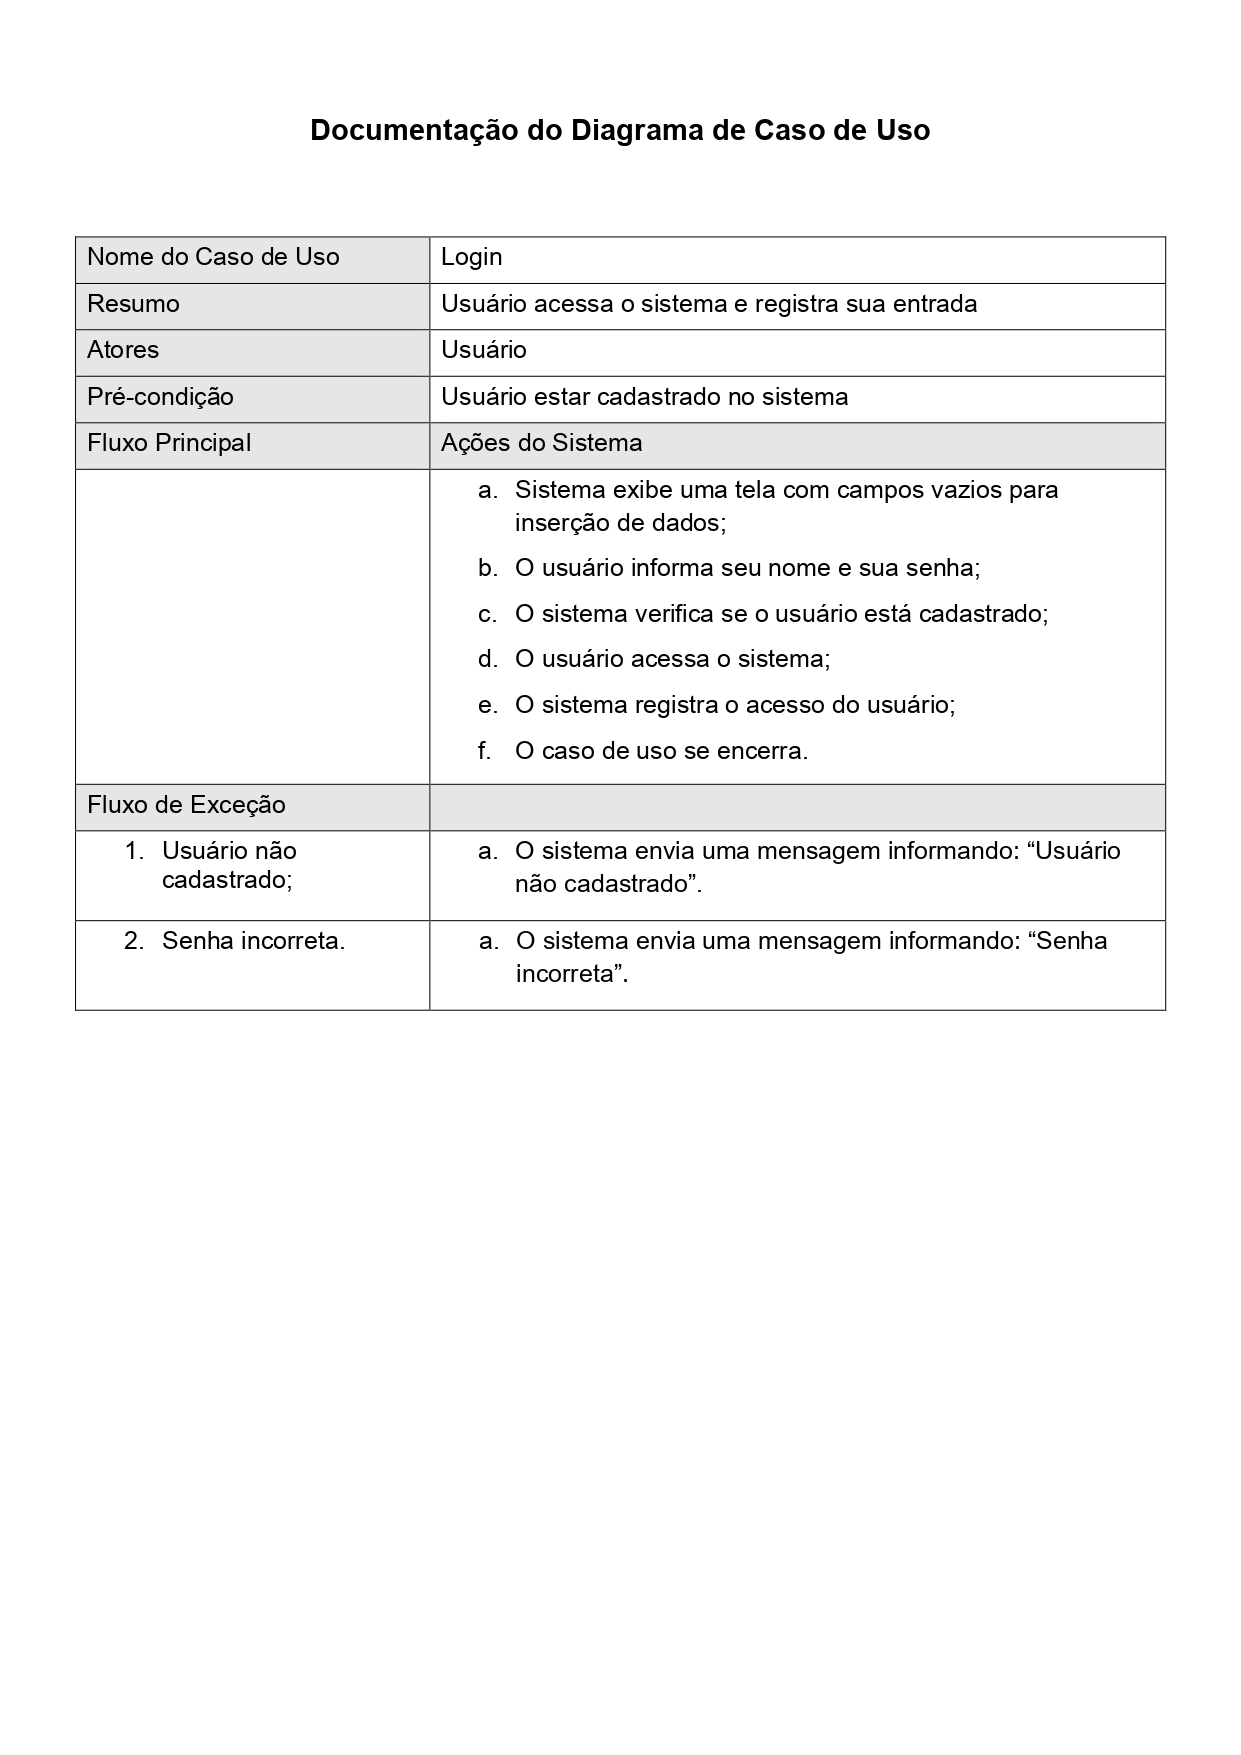 Documentação do Diagrama de Caso de Uso
Nome do Caso de Uso
Login
Resumo
Usuário acessa o sistema e registra sua entrada
Atores
Usuário
Pré-condição
Usuário estar cadastrado no sistema
Fluxo Principal
Ações do Sistema
a. Sistema exibe uma tela com campos vazios para
inserção de dados;
b. O usuário informa seu nome e sua senha;
c. O sistema verifica se o usuário está cadastrado;
d. O usuário acessa o sistema;
e. O sistema registra o acesso do usuário;
f. O caso de uso se encerra.
Fluxo de Exceção
1. Usuário não
cadastrado;
a. O sistema envia uma mensagem informando: “Usuário
não cadastrado”.
2. Senha incorreta.
a. O sistema envia uma mensagem informando: “Senha
incorreta”.